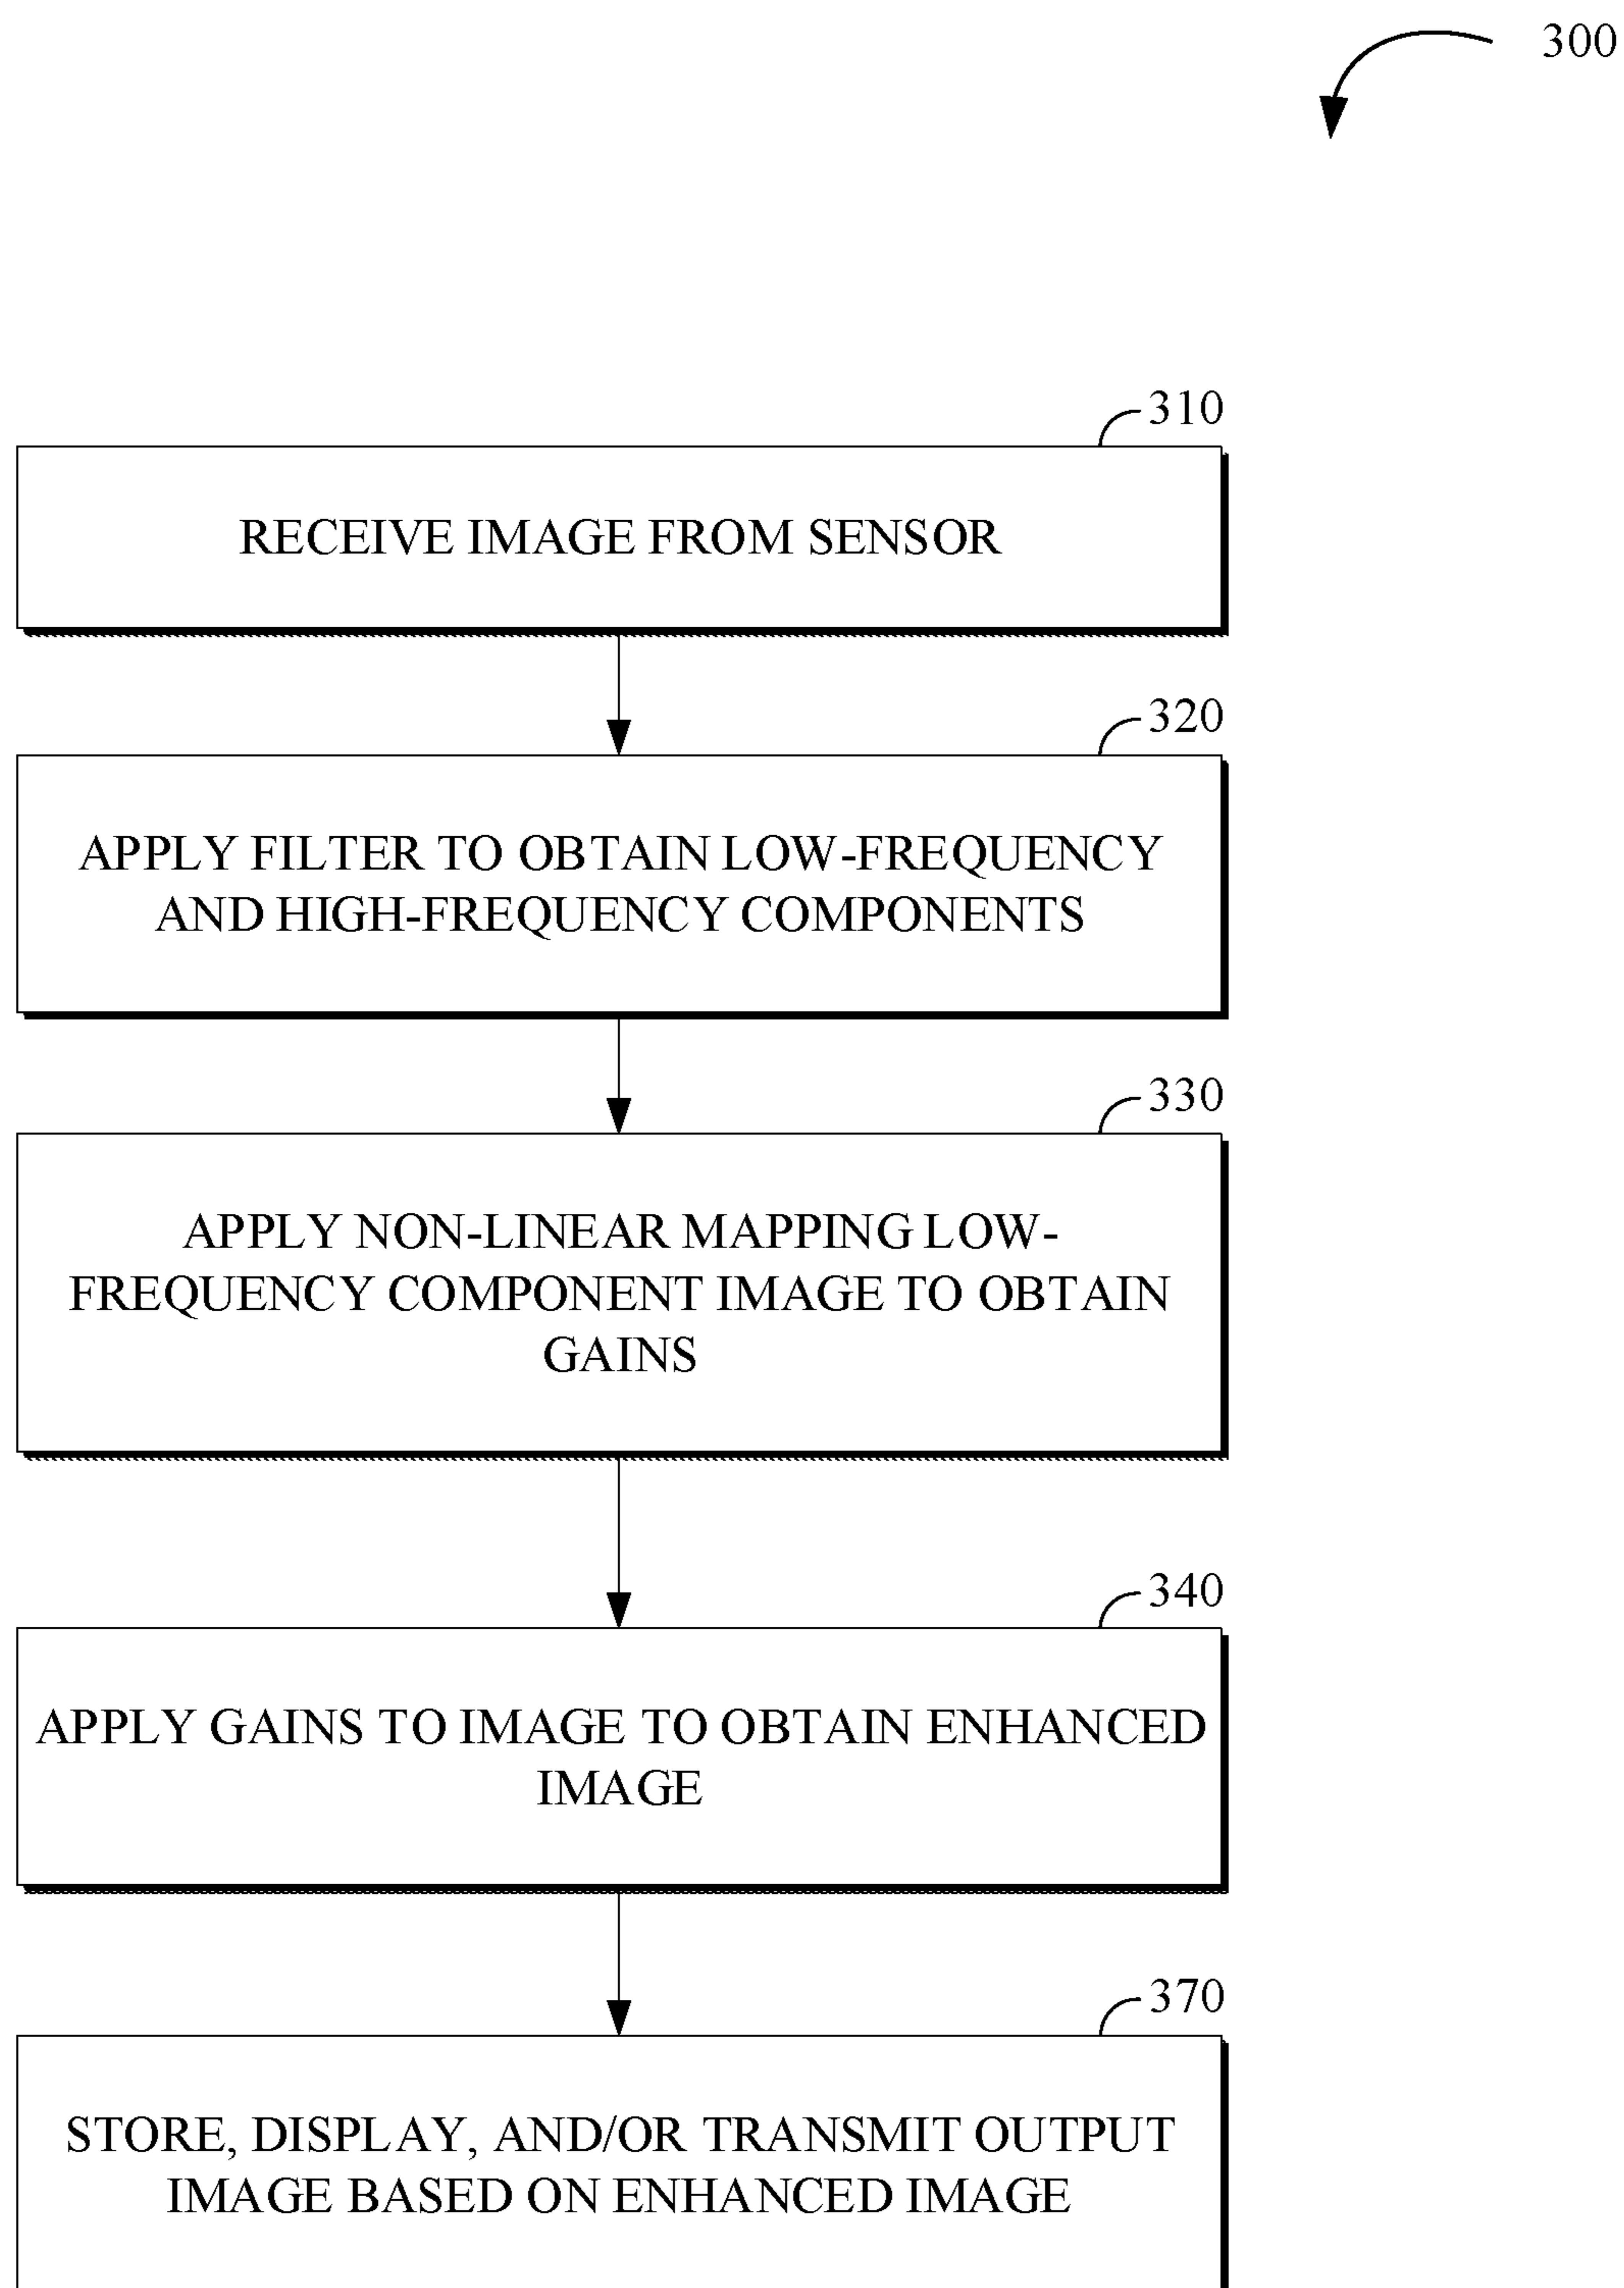 300
310
RECEIVE IMAGE FROM SENSOR
320
APPLY FILTER TO OBTAIN LOW-FREQUENCY
AND HIGH-FREQUENCY COMPONENTS
330
APPLY NON-LINEAR MAPPING LOW-
FREQUENCY COMPONENT IMAGE TO OBTAIN
GAINS
340
APPLY GAINS TO IMAGE TO OBTAIN ENHANCED
IMAGE
370
STORE, DISPLAY, AND/OR TRANSMIT OUTPUT
IMAGE BASED ON ENHANCED IMAGE